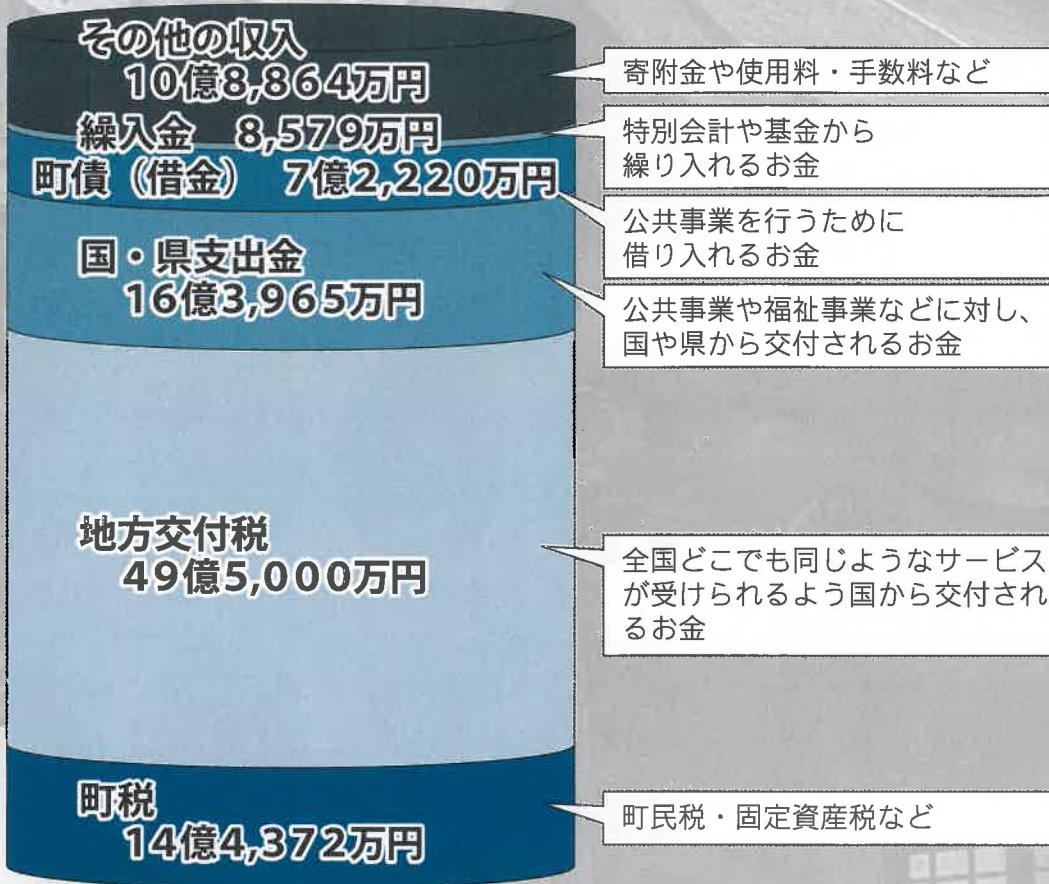 その他の収入
10億8,864万円
寄附金や使用料・手数料など
繰入金 8,579万円
特別会計や基金から
繰り入れるお金
町債（借金） 7億2,220万円
公共事業を行うために
借り入れるお金
国・県支出金
16億3,965万円
公共事業や福祉事業などに対し、
国や県から交付されるお金
地方交付税
49億5,000万円
全国どこでも同じようなサービス
が受けられるよう国から交付され
るお金
町税
14億4,372万円
町民税・固定資産税など